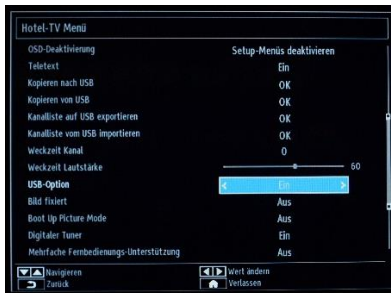 Hotel-TV Menü
OSD-Deaktivierung Setup-Menüs deaktivieren
Teletext Ein
Kopieren nach USB OK
Kopieren von USB OK
Kanalliste auf USB exportieren OK
Kanalliste vom USB importieren OK
Weckzeit Kanal 0
Weckzeit Lautstärke 60
USB-Option Ein
Bild fixiert Aus
Boot Up Picture Mode Aus
Digitaler Tuner Ein
Mehrfache Fernbedienungs-Unterstützung Aus
Navigieren Wert ändern
Zurück Verlassen